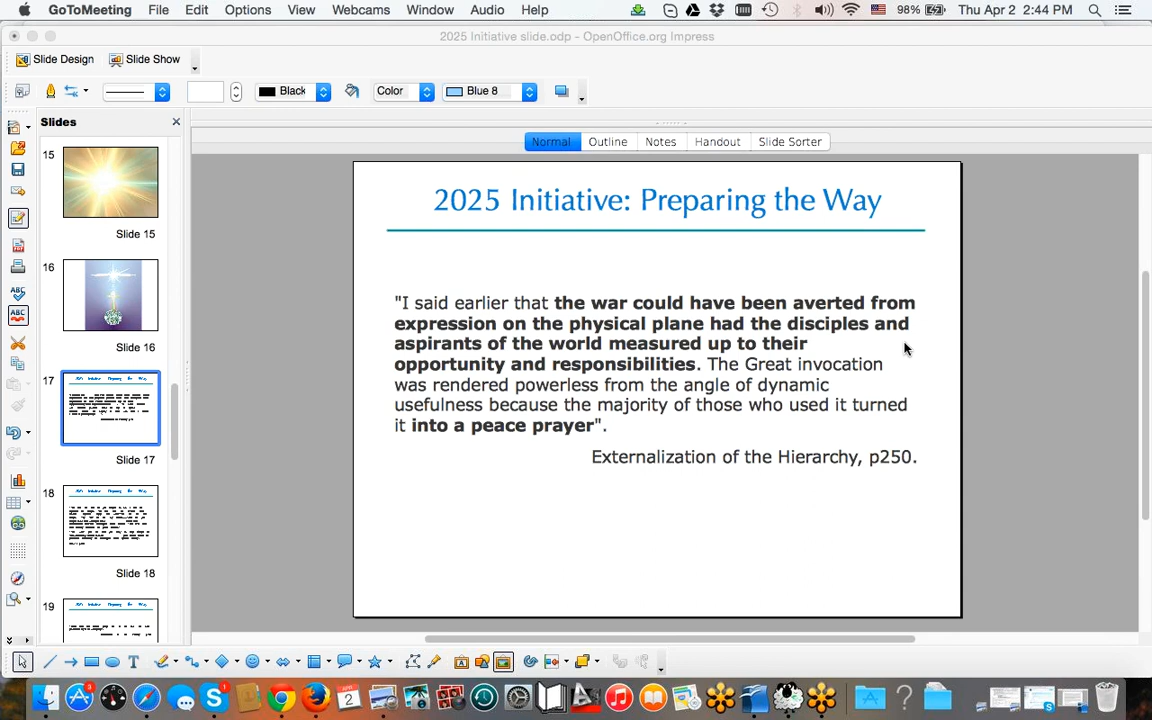 GoToMeeting File Edit Options View Webcams Window Audio Help 98% Thu Apr 2 2:44 PM
2025 Initiative slide.odp - OpenOffice.org Impress
Slide Design Slide Show
Black Color Blue 8
Slides
Normal Outline Notes Handout Slide Sorter
15
Slide 15
16
Slide 16
17
Slide 17
18
Slide 18
19
2025 Initiative: Preparing the Way
"I said earlier that the war could have been averted from
expression on the physical plane had the disciples and
aspirants of the world measured up to their
opportunity and responsibilities. The Great invocation
was rendered powerless from the angle of dynamic
usefulness because the majority of those who used it turned
it into a peace prayer".
Externalization of the Hierarchy, p250.